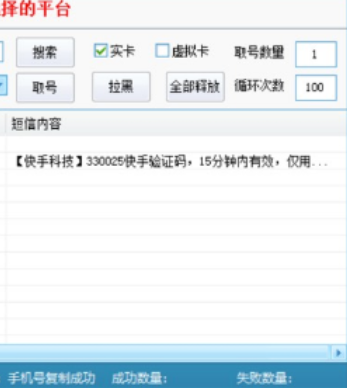 择的平台
搜索 实卡 虚拟卡 取号数量 1
取号 拉黑 全部释放 循环次数 100
短信内容
【快手科技】330025快手验证码，15分钟内有效，仅用...
手机号复制成功 成功数量: 失败数量: